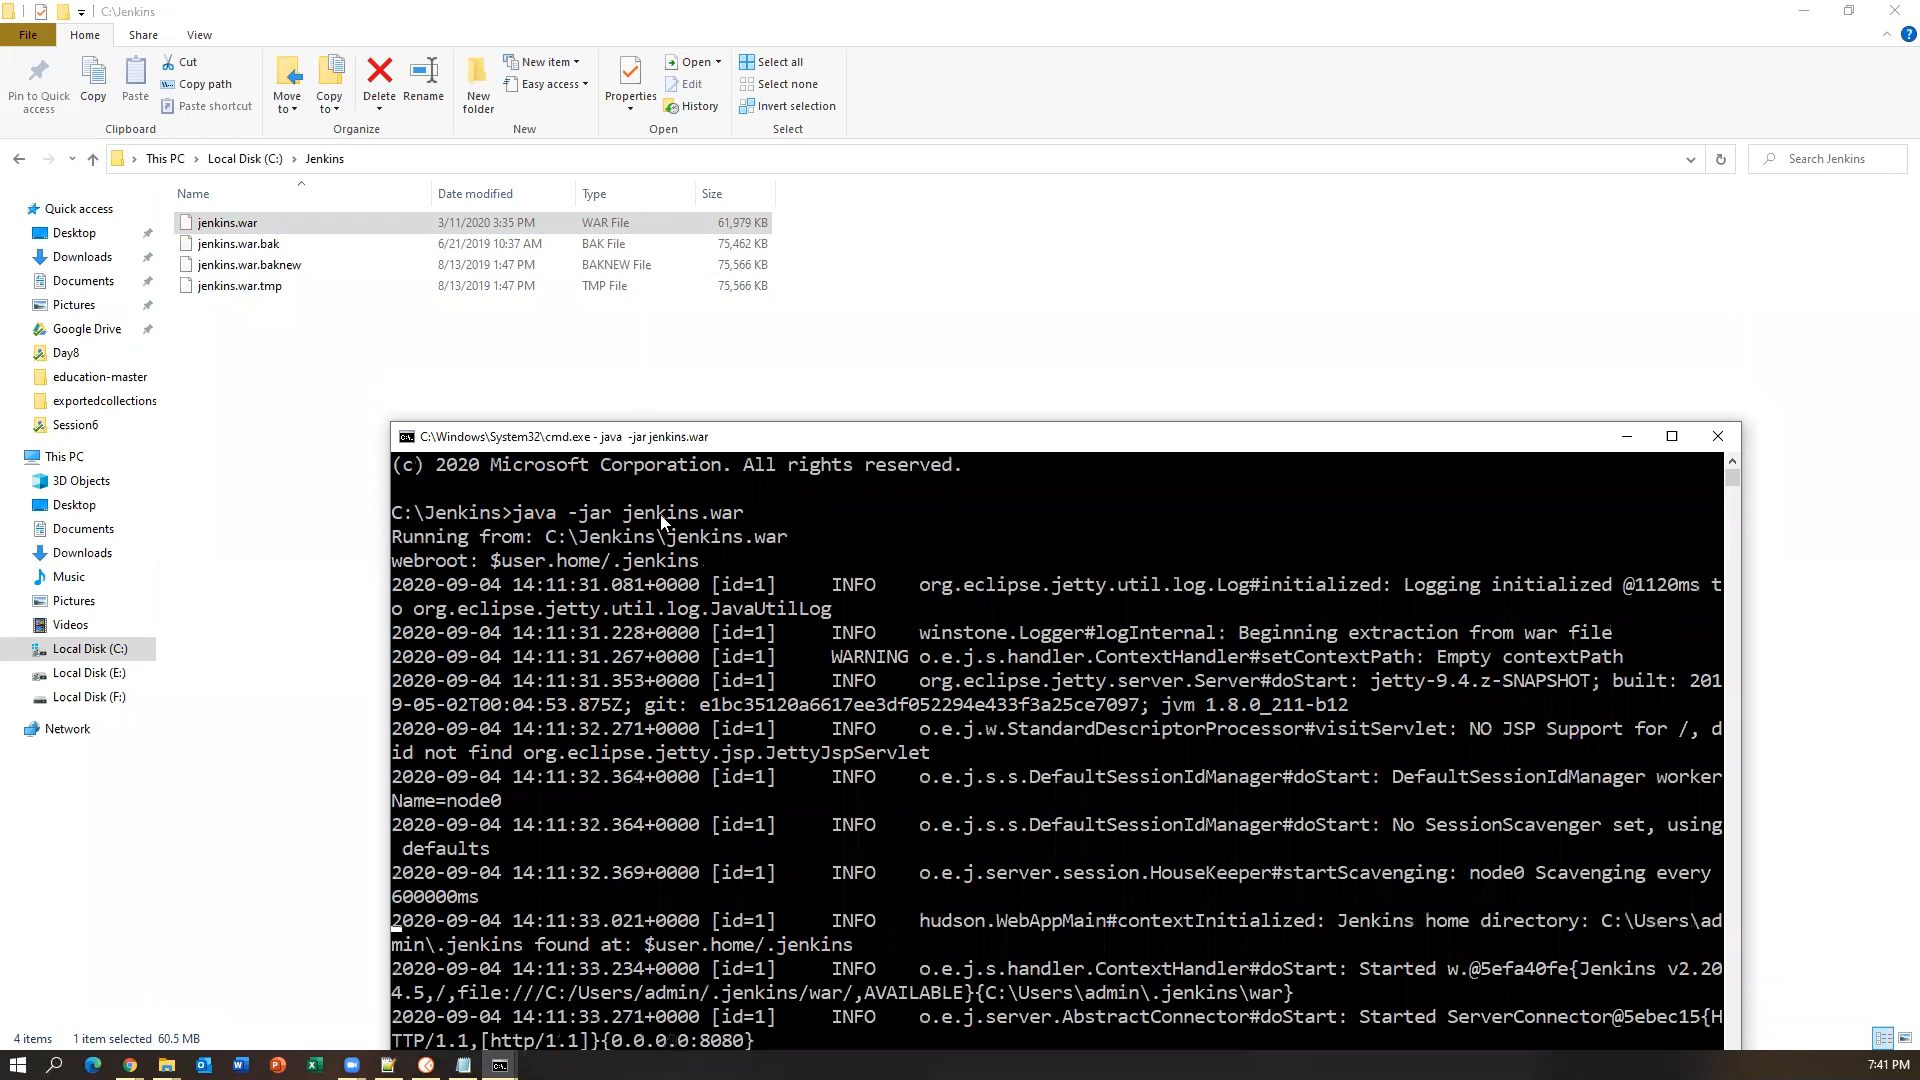 C:\Jenkins
File Home Share View
Pin to Quick access
Copy
Paste
Cut
Copy path
Paste shortcut
Clipboard
Move to
Copy to
Delete
Rename
Organize
New folder
New item
Easy access
New
Properties
Open
Edit
History
Open
Select all
Select none
Invert selection
Select
This PC > Local Disk (C:) > Jenkins
Search Jenkins
Name Date modified Type Size
jenkins.war 3/11/2020 3:35 PM WAR File 61,979 KB
jenkins.war.bak 6/21/2019 10:37 AM BAK File 75,462 KB
jenkins.war.baknew 8/13/2019 1:47 PM BAKNEW File 75,566 KB
jenkins.war.tmp 8/13/2019 1:47 PM TMP File 75,566 KB
Quick access
Desktop
Downloads
Documents
Pictures
Google Drive
Day8
education-master
exportedcollections
Session6
This PC
3D Objects
Desktop
Documents
Downloads
Music
Pictures
Videos
Local Disk (C:)
Local Disk (E:)
Local Disk (F:)
Network
C:\Windows\System32\cmd.exe - java -jar jenkins.war
(c) 2020 Microsoft Corporation. All rights reserved.
C:\Jenkins>java -jar jenkins.war
Running from: C:\Jenkins\jenkins.war
webroot: $user.home/.jenkins
2020-09-04 14:11:31.081+0000 [id=1] INFO org.eclipse.jetty.util.log.Log#initialized: Logging initialized @1120ms t
o org.eclipse.jetty.util.log.JavaUtilLog
2020-09-04 14:11:31.228+0000 [id=1] INFO winstone.Logger#logInternal: Beginning extraction from war file
2020-09-04 14:11:31.267+0000 [id=1] WARNING o.e.j.s.handler.ContextHandler#setContextPath: Empty contextPath
2020-09-04 14:11:31.353+0000 [id=1] INFO org.eclipse.jetty.server.Server#doStart: jetty-9.4.z-SNAPSHOT; built: 201
9-05-02T00:04:53.875Z; git: e1bc35120a6617ee3df052294e433f3a25ce7097; jvm 1.8.0_211-b12
2020-09-04 14:11:32.271+0000 [id=1] INFO o.e.j.w.StandardDescriptorProcessor#visitServlet: NO JSP Support for /, d
id not find org.eclipse.jetty.jsp.JettyJspServlet
2020-09-04 14:11:32.364+0000 [id=1] INFO o.e.j.s.s.DefaultSessionIdManager#doStart: DefaultSessionIdManager worker
Name=node0
2020-09-04 14:11:32.364+0000 [id=1] INFO o.e.j.s.s.DefaultSessionIdManager#doStart: No SessionScavenger set, using
defaults
2020-09-04 14:11:32.369+0000 [id=1] INFO o.e.j.server.session.HouseKeeper#startScavenging: node0 Scavenging every
600000ms
2020-09-04 14:11:33.021+0000 [id=1] INFO hudson.WebAppMain#contextInitialized: Jenkins home directory: C:\Users\ad
min\.jenkins found at: $user.home/.jenkins
2020-09-04 14:11:33.234+0000 [id=1] INFO o.e.j.s.handler.ContextHandler#doStart: Started w.@5efa40fe{Jenkins v2.20
4.5,/,file:///C:/Users/admin/.jenkins/war/,AVAILABLE}{C:\Users\admin\.jenkins\war}
2020-09-04 14:11:33.271+0000 [id=1] INFO o.e.j.server.AbstractConnector#doStart: Started ServerConnector@5ebec15{H
TTP/1.1,[http/1.1]}{0.0.0.0:8080}
4 items 1 item selected 60.5 MB
7:41 PM